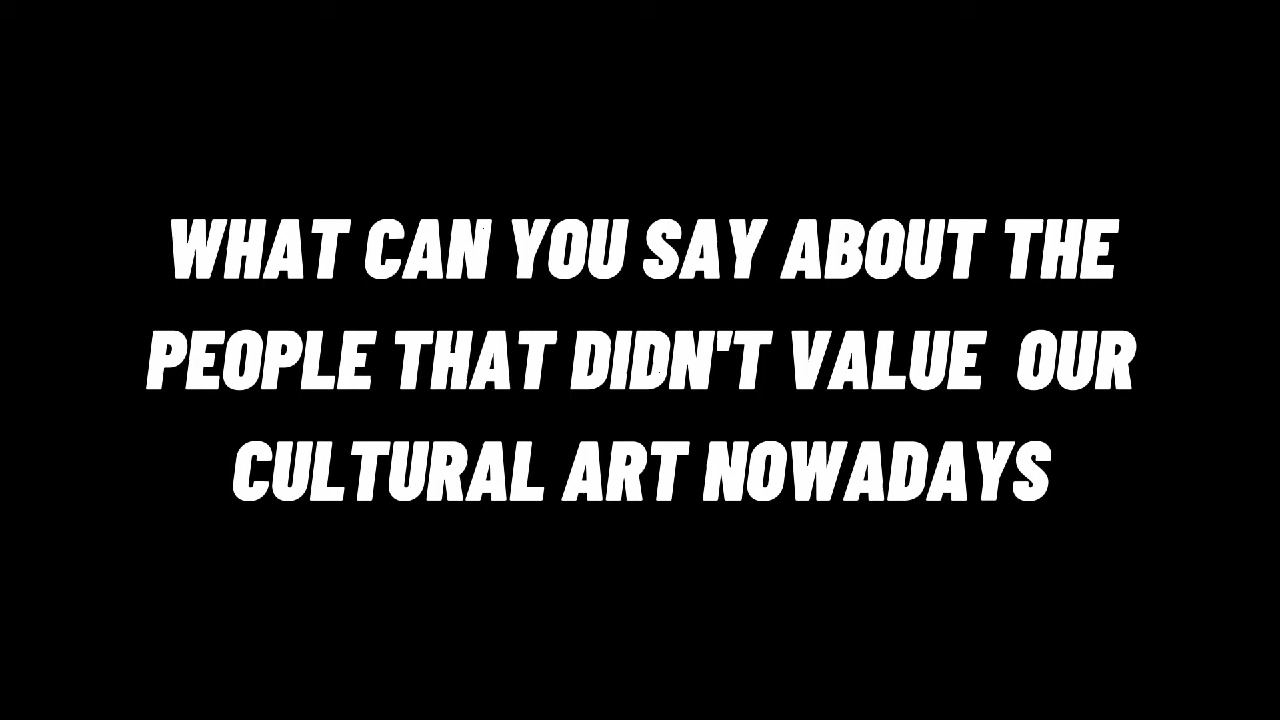 WHAT CAN YOU SAY ABOUT THE
PEOPLE THAT DIDN'T VALUE OUR
CULTURAL ART NOWADAYS